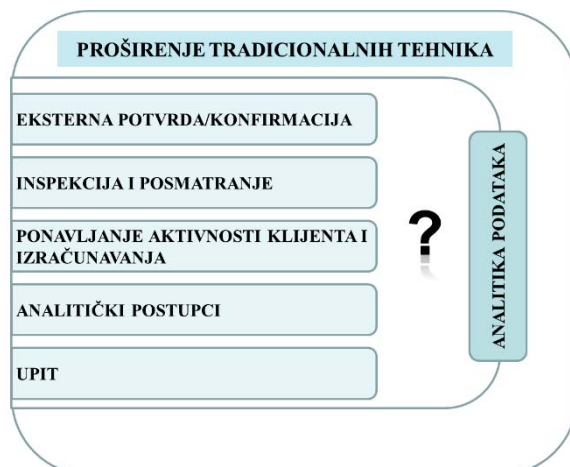 PROŠIRENJE TRADICIONALNIH TEHNIKA
EKSTERNA POTVRDA/KONFIRMACIJA
INSPEKCIJA I POSMATRANJE
PONAVLJANJE AKTIVNOSTI KLIJENTA I
IZRAČUNAVANJA
ANALITIČKI POSTUPCI
UPIT
?
ANALITIKA PODATAKA